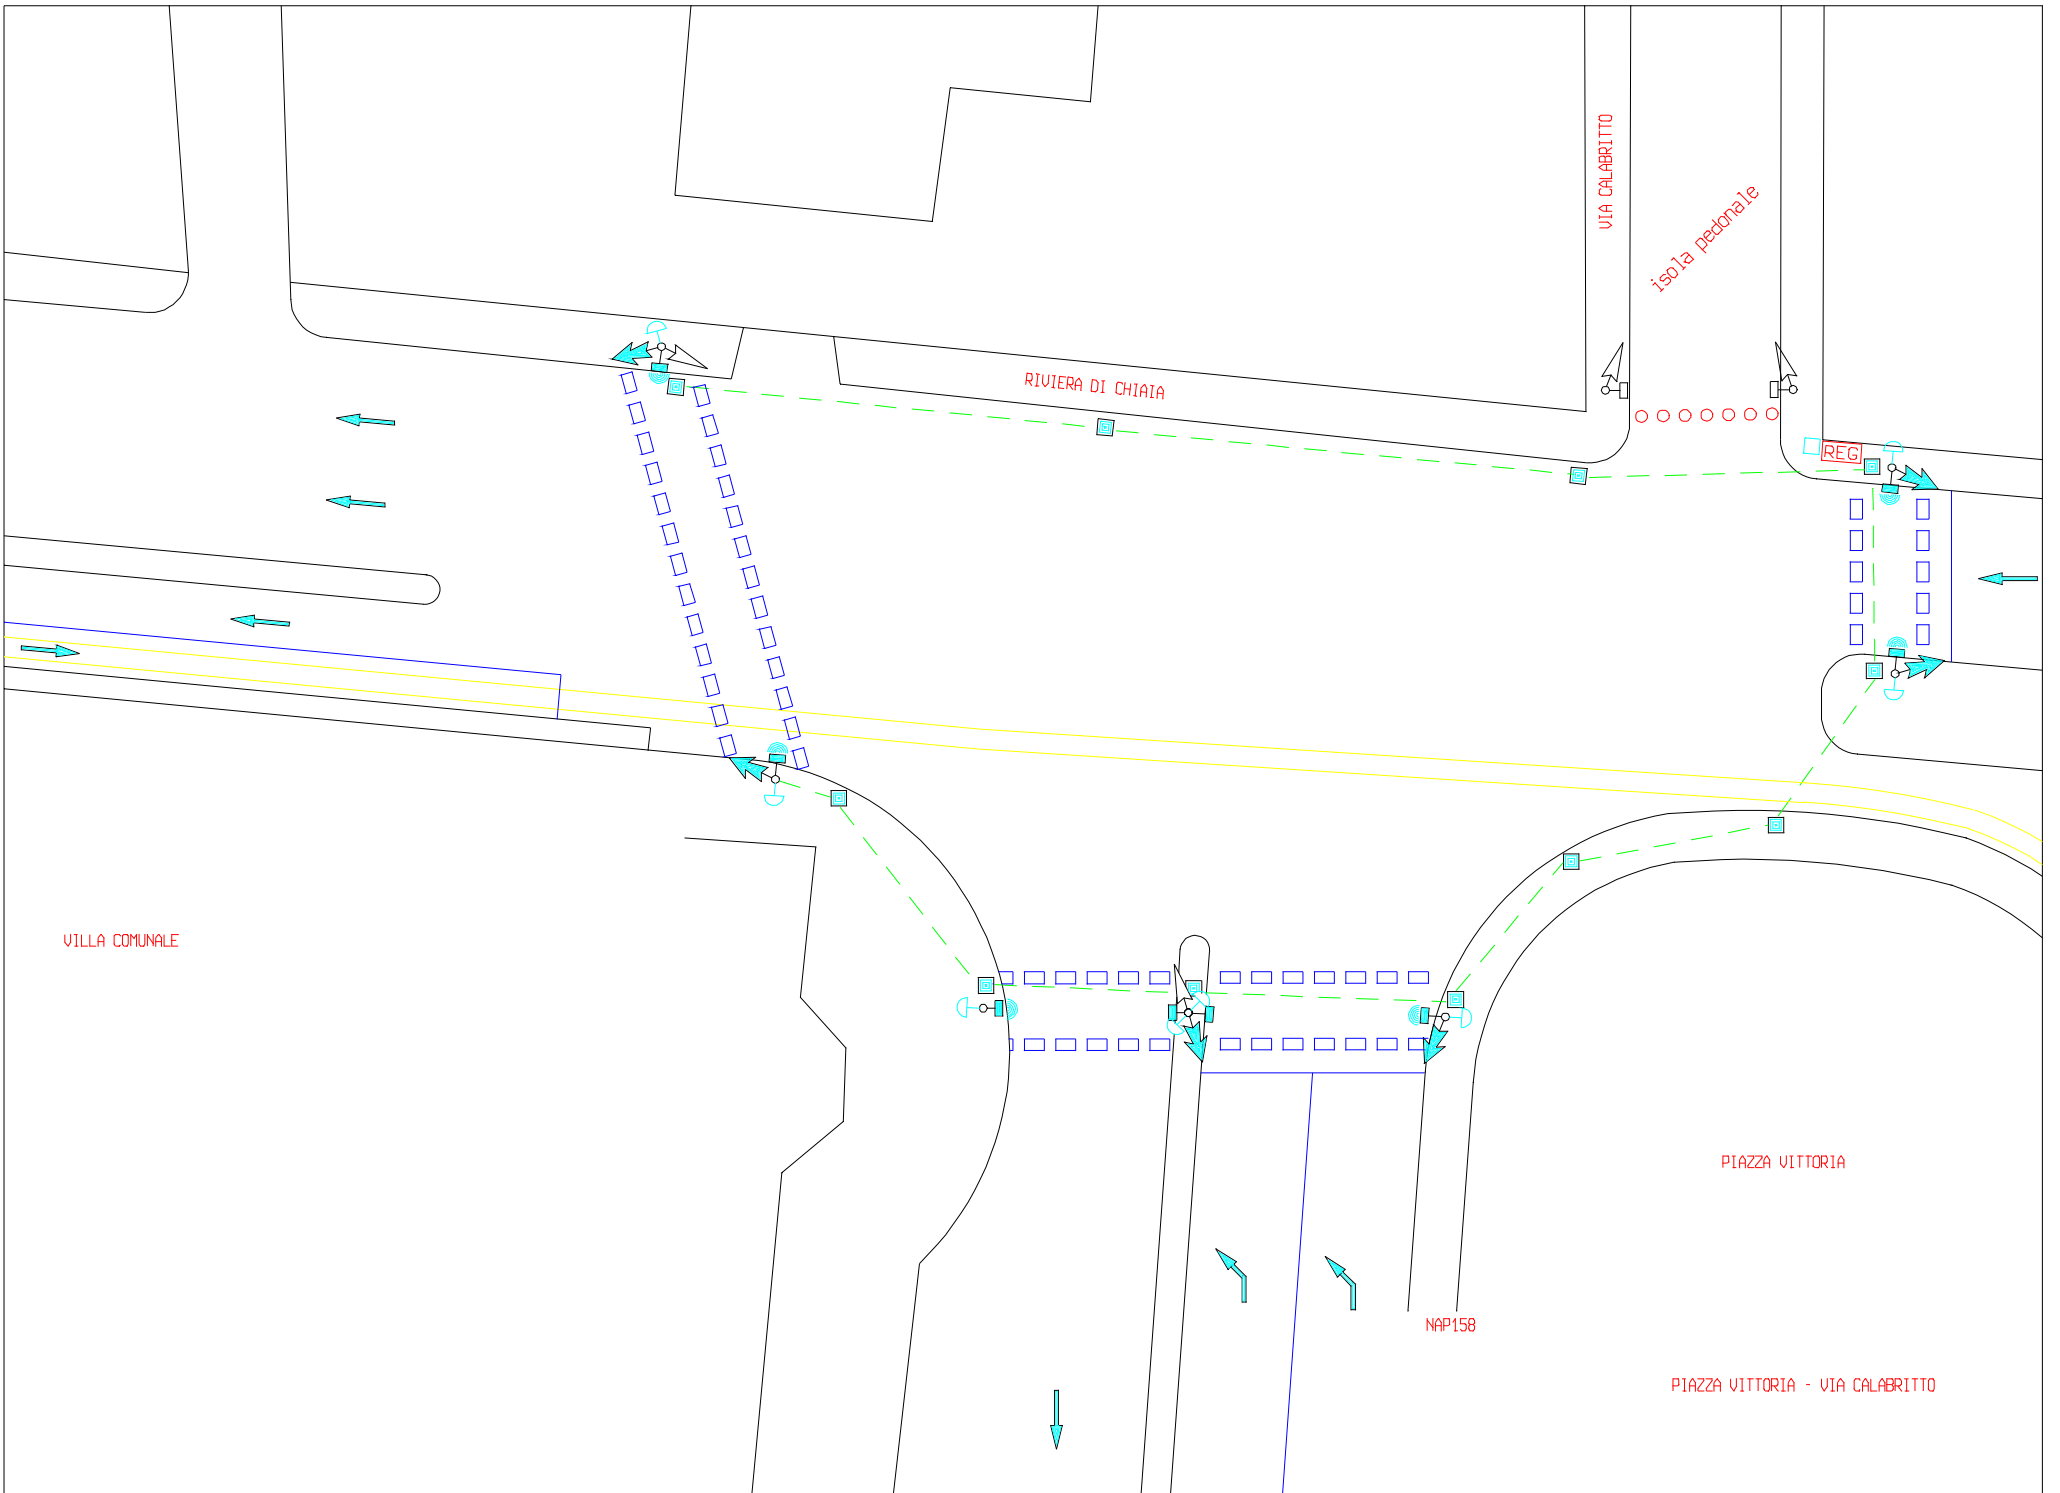 VIA CALABRITTO
isola pedonale
RIVIERA DI CHIAIA
REG
VILLA COMUNALE
PIAZZA VITTORIA
NAP158
PIAZZA VITTORIA - VIA CALABRITTO